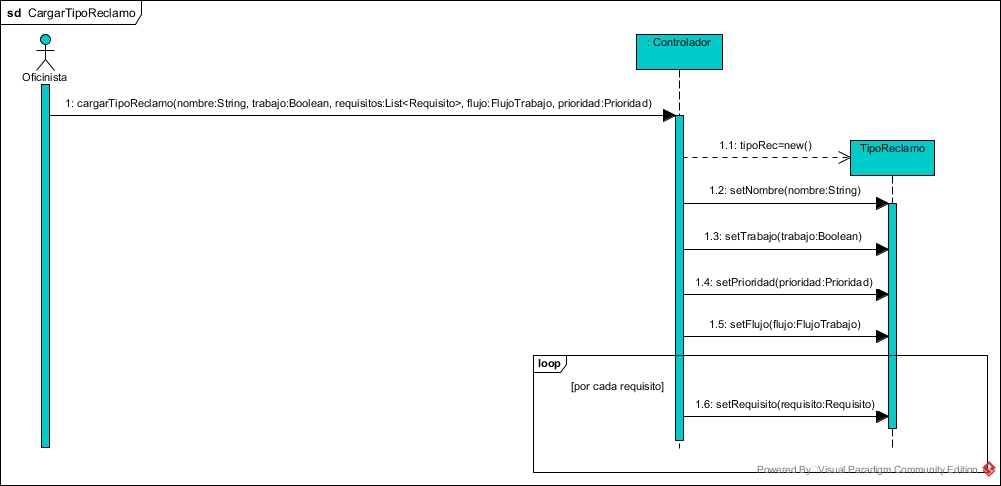 sd CargarTipoReclamo
: Controlador
Oficinista
1: cargarTipoReclamo(nombre:String, trabajo:Boolean, requisitos:List<Requisito>, flujo:FlujoTrabajo, prioridad:Prioridad)
1.1: tipoRec=new()
TipoReclamo
1.2: setNombre(nombre:String)
1.3: setTrabajo(trabajo:Boolean)
1.4: setPrioridad(prioridad:Prioridad)
1.5: setFlujo(flujo:FlujoTrabajo)
loop
[por cada requisito]
1.6: setRequisito(requisito:Requisito)
Powered By Visual Paradigm Community Edition